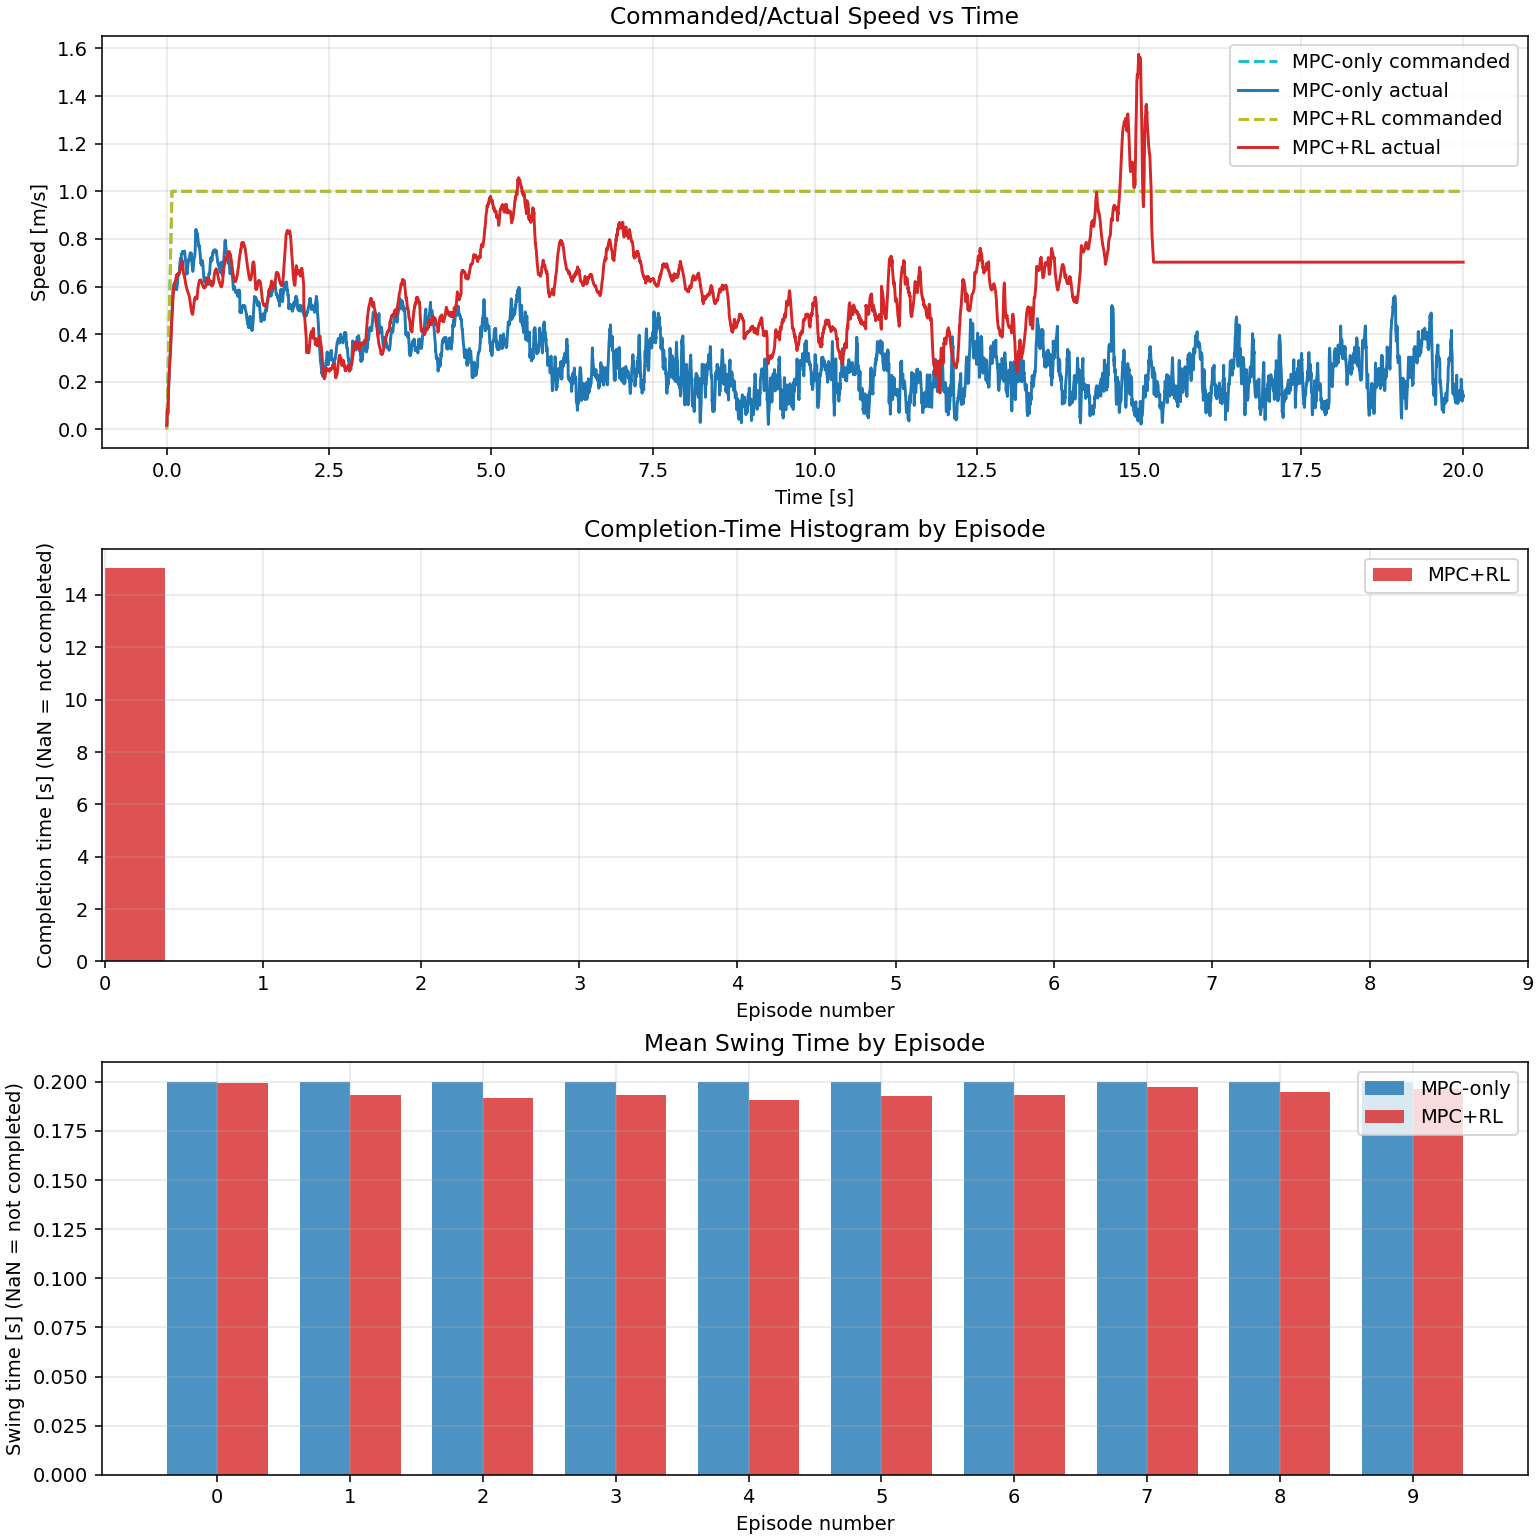 Commanded/Actual Speed vs Time
Speed [m/s]
1.6
1.4
1.2
1.0
0.8
0.6
0.4
0.2
0.0
MPC-only commanded
MPC-only actual
MPC+RL commanded
MPC+RL actual
0.0 2.5 5.0 7.5 10.0 12.5 15.0 17.5 20.0
Time [s]
Completion-Time Histogram by Episode
Completion time [s] (NaN = not completed)
14
12
10
8
6
4
2
0
MPC+RL
0 1 2 3 4 5 6 7 8 9
Episode number
Mean Swing Time by Episode
Swing time [s] (NaN = not completed)
0.200
0.175
0.150
0.125
0.100
0.075
0.050
0.025
0.000
MPC-only
MPC+RL
0 1 2 3 4 5 6 7 8 9
Episode number